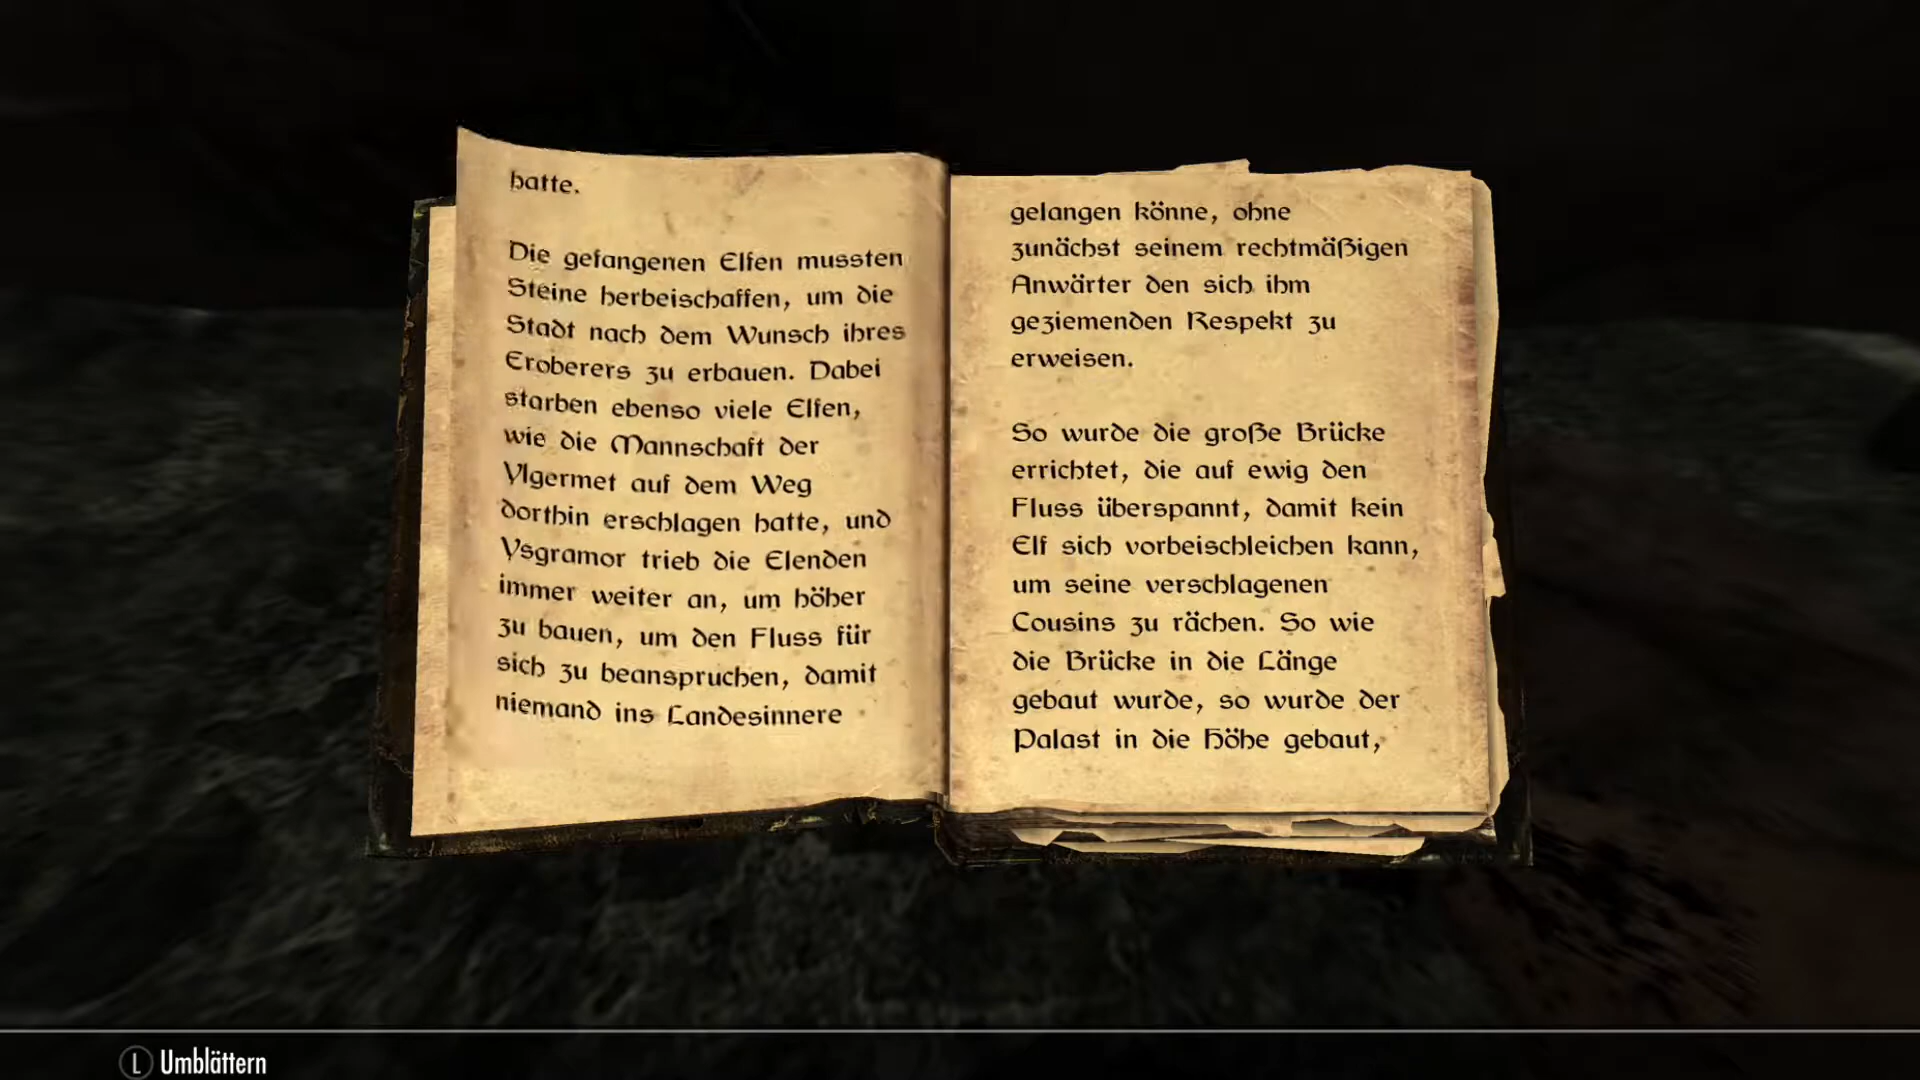 hatte.
Die gefangenen Elfen mussten
Steine herbeischaffen, um die
Stadt nach dem Wunsch ihres
Eroberers zu erbauen. Dabei
starben ebenso viele Elfen,
wie die Mannschaft der
Ylgermet auf dem Weg
dorthin erschlagen hatte, und
Ysgramor trieb die Elenden
immer weiter an, um höher
zu bauen, um den Fluss für
sich zu beanspruchen, damit
niemand ins Landesinnere
gelangen könne, ohne
zunächst seinem rechtmäßigen
Anwärter den sich ihm
geziemenden Respekt zu
erweisen.
So wurde die große Brücke
errichtet, die auf ewig den
Fluss überspannt, damit kein
Elf sich vorbeischleichen kann,
um seine verschlagenen
Cousins zu rächen. So wie
die Brücke in die Länge
gebaut wurde, so wurde der
Palast in die Höhe gebaut,
L Umblättern